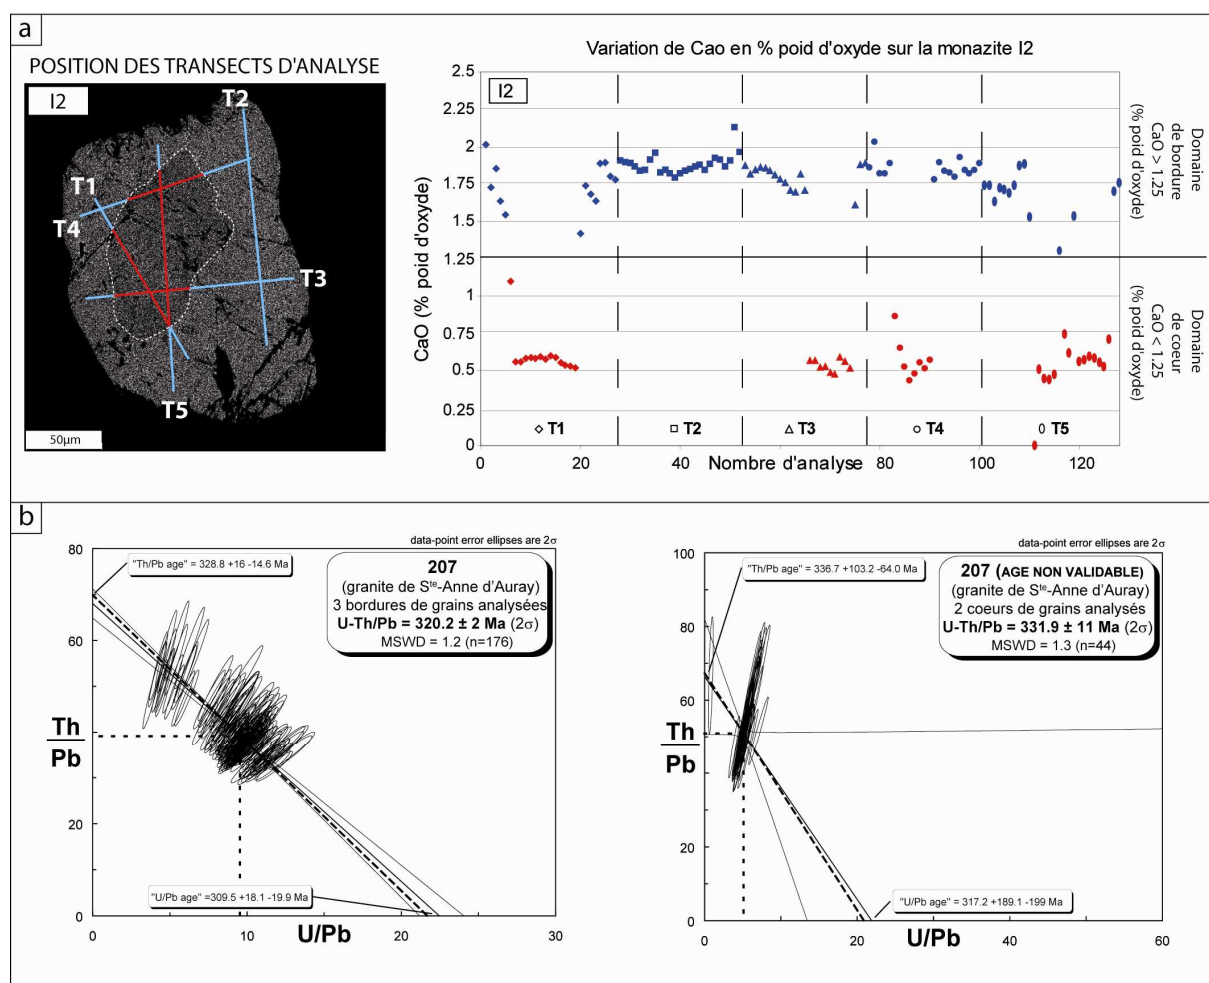 a
POSITION DES TRANSECTS D'ANALYSE
I2
T2
T1
T4
T3
T5
50µm
Variation de Cao en % poid d'oxyde sur la monazite I2
I2
CaO (% poid d'oxyde)
2.5
2.25
2
1.75
1.5
1.25
1
0.75
0.5
0.25
0
T1
T2
T3
T4
T5
0
20
40
Nombre d'analyse
80
100
120
Domaine
de bordure
CaO > 1.25
(% poid d'oxyde)
Domaine
de coeur
CaO < 1.25
(% poid d'oxyde)
b
data-point error ellipses are 2σ
80
60
Th
Pb
20
0
"Th/Pb age" = 328.8 +16 -14.6 Ma
207
(granite de Ste-Anne d'Auray)
3 bordures de grains analysées
U-Th/Pb = 320.2 ± 2 Ma (2σ)
MSWD = 1.2 (n=176)
"U/Pb age" =309.5 +18.1 -19.9 Ma
0
10
U/Pb
20
30
data-point error ellipses are 2σ
100
80
60
Th
Pb
40
20
0
"Th/Pb age" = 336.7 +103.2 -64.0 Ma
207 (AGE NON VALIDABLE)
(granite de Ste-Anne d'Auray)
2 coeurs de grains analysés
U-Th/Pb = 331.9 ± 11 Ma (2σ)
MSWD = 1.3 (n=44)
"U/Pb age" = 317.2 +189.1 -199 Ma
0
20
U/Pb
40
60